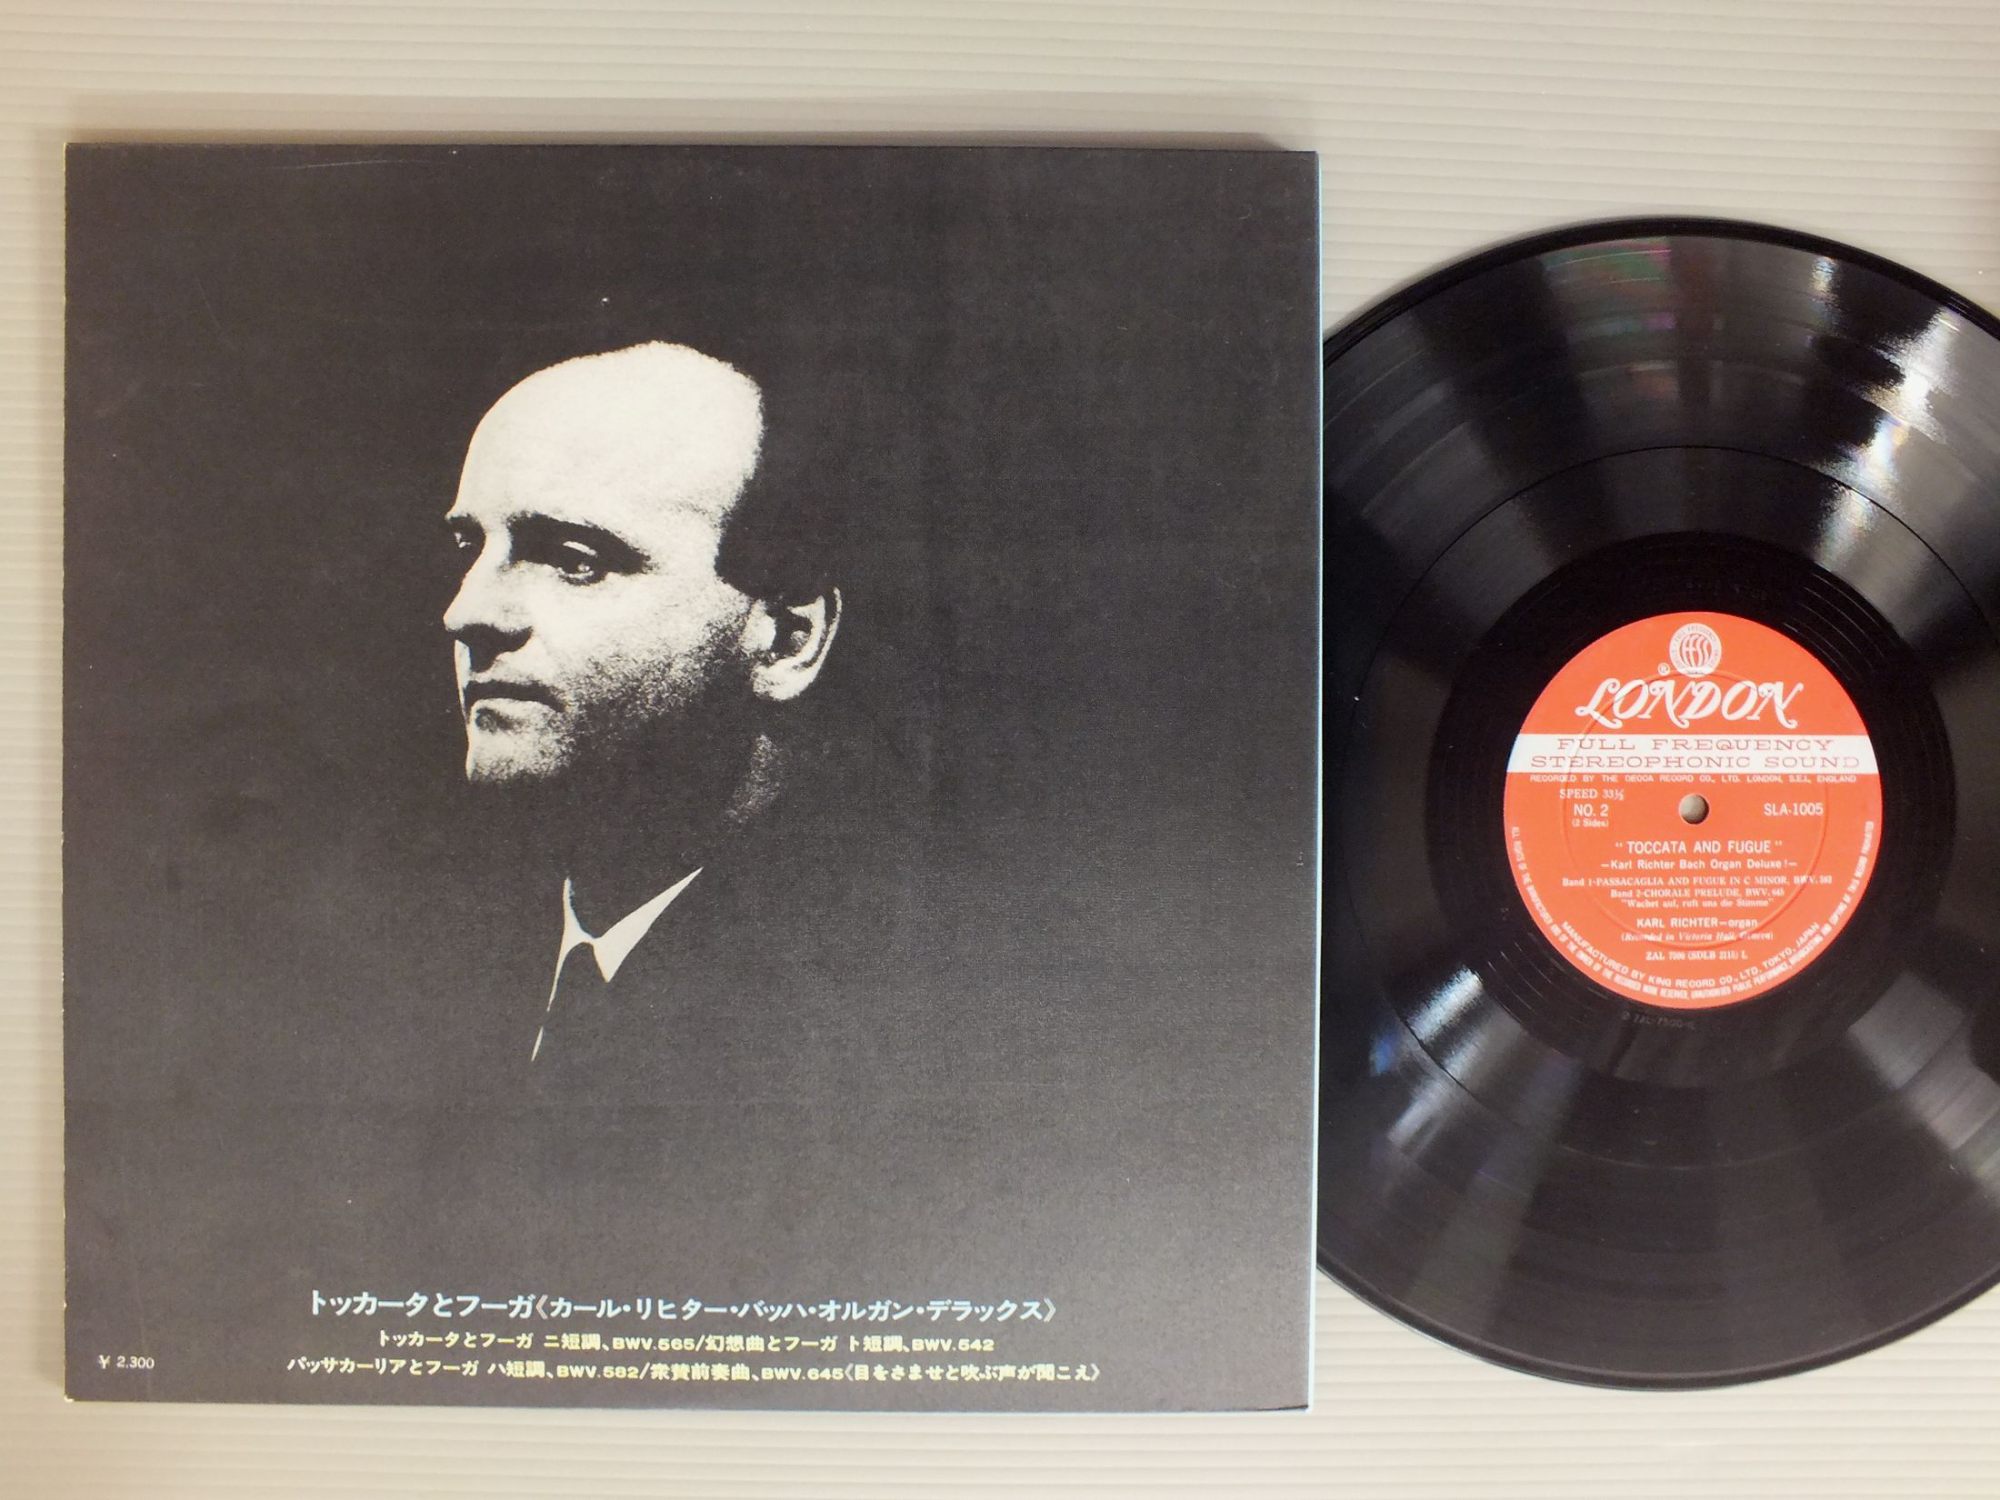 トッカータとフーガ《カール・リヒター・バッハ・オルガン・デラックス》
トッカータとフーガ ニ短調、BWV.565/幻想曲とフーガ ト短調、BWV.542
パッサカーリアとフーガ ハ短調、BWV.582/衆賛前奏曲、BWV.645《目をさませと呼ぶ声が聞こえ》
¥ 2,300
FFSS
® LONDON
FULL FREQUENCY
STEREOPHONIC SOUND
RECORDED BY THE DECCA RECORD CO., LTD. LONDON, S.E.I., ENGLAND
SPEED 33⅓
NO. 2
(2 Sides)
SLA-1005
"TOCCATA AND FUGUE"
—Karl Richter Bach Organ Deluxe!—
Band 1-PASSACAGLIA AND FUGUE IN C MINOR, BWV. 582
Band 2-CHORALE PRELUDE, BWV. 645
"Wachet auf, ruft uns die Stimme"
KARL RICHTER—organ
(Recorded in Victoria Hall, Geneva)
MANUFACTURED BY KING RECORD CO., LTD. TOKYO, JAPAN